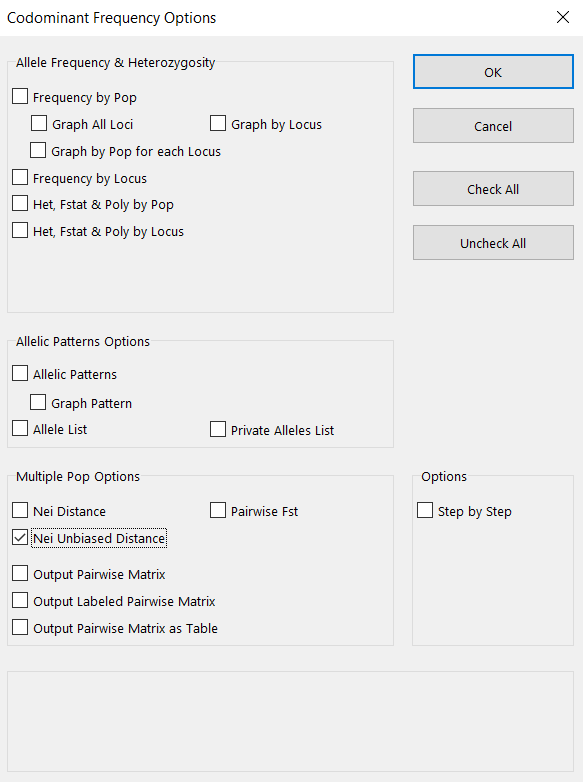 Codominant Frequency Options
Allele Frequency & Heterozygosity
Frequency by Pop
Graph All Loci
Graph by Locus
Graph by Pop for each Locus
Frequency by Locus
Het, Fstat & Poly by Pop
Het, Fstat & Poly by Locus
OK
Cancel
Check All
Uncheck All
Allelic Patterns Options
Allelic Patterns
Graph Pattern
Allele List
Private Alleles List
Multiple Pop Options
Nei Distance
Pairwise Fst
Nei Unbiased Distance
Output Pairwise Matrix
Output Labeled Pairwise Matrix
Output Pairwise Matrix as Table
Options
Step by Step